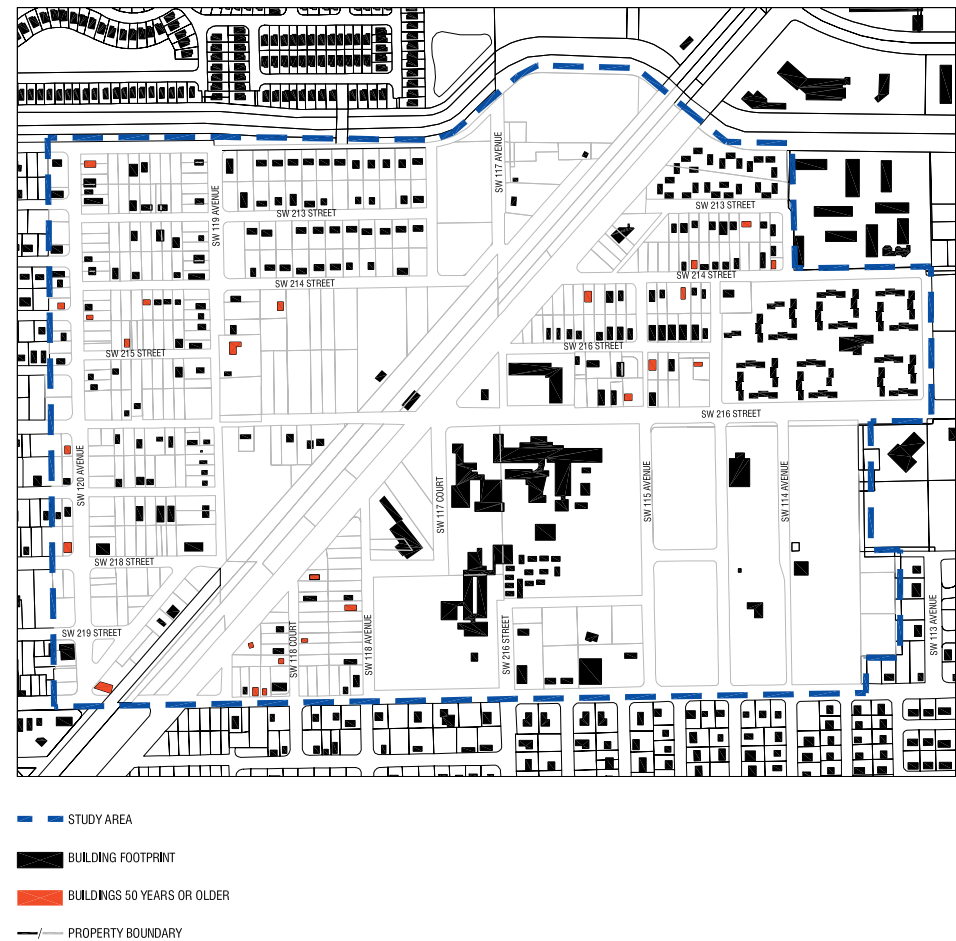 SW 117 AVENUE
SW 119 AVENUE
SW 213 STREET
SW 213 STREET
SW 214 STREET
SW 214 STREET
SW 215 STREET
SW 216 STREET
SW 216 STREET
SW 120 AVENUE
SW 117 COURT
SW 115 AVENUE
SW 114 AVENUE
SW 218 STREET
SW 219 STREET
SW 118 COURT
SW 118 AVENUE
SW 216 STREET
SW 113 AVENUE
STUDY AREA
BUILDING FOOTPRINT
BUILDINGS 50 YEARS OR OLDER
PROPERTY BOUNDARY